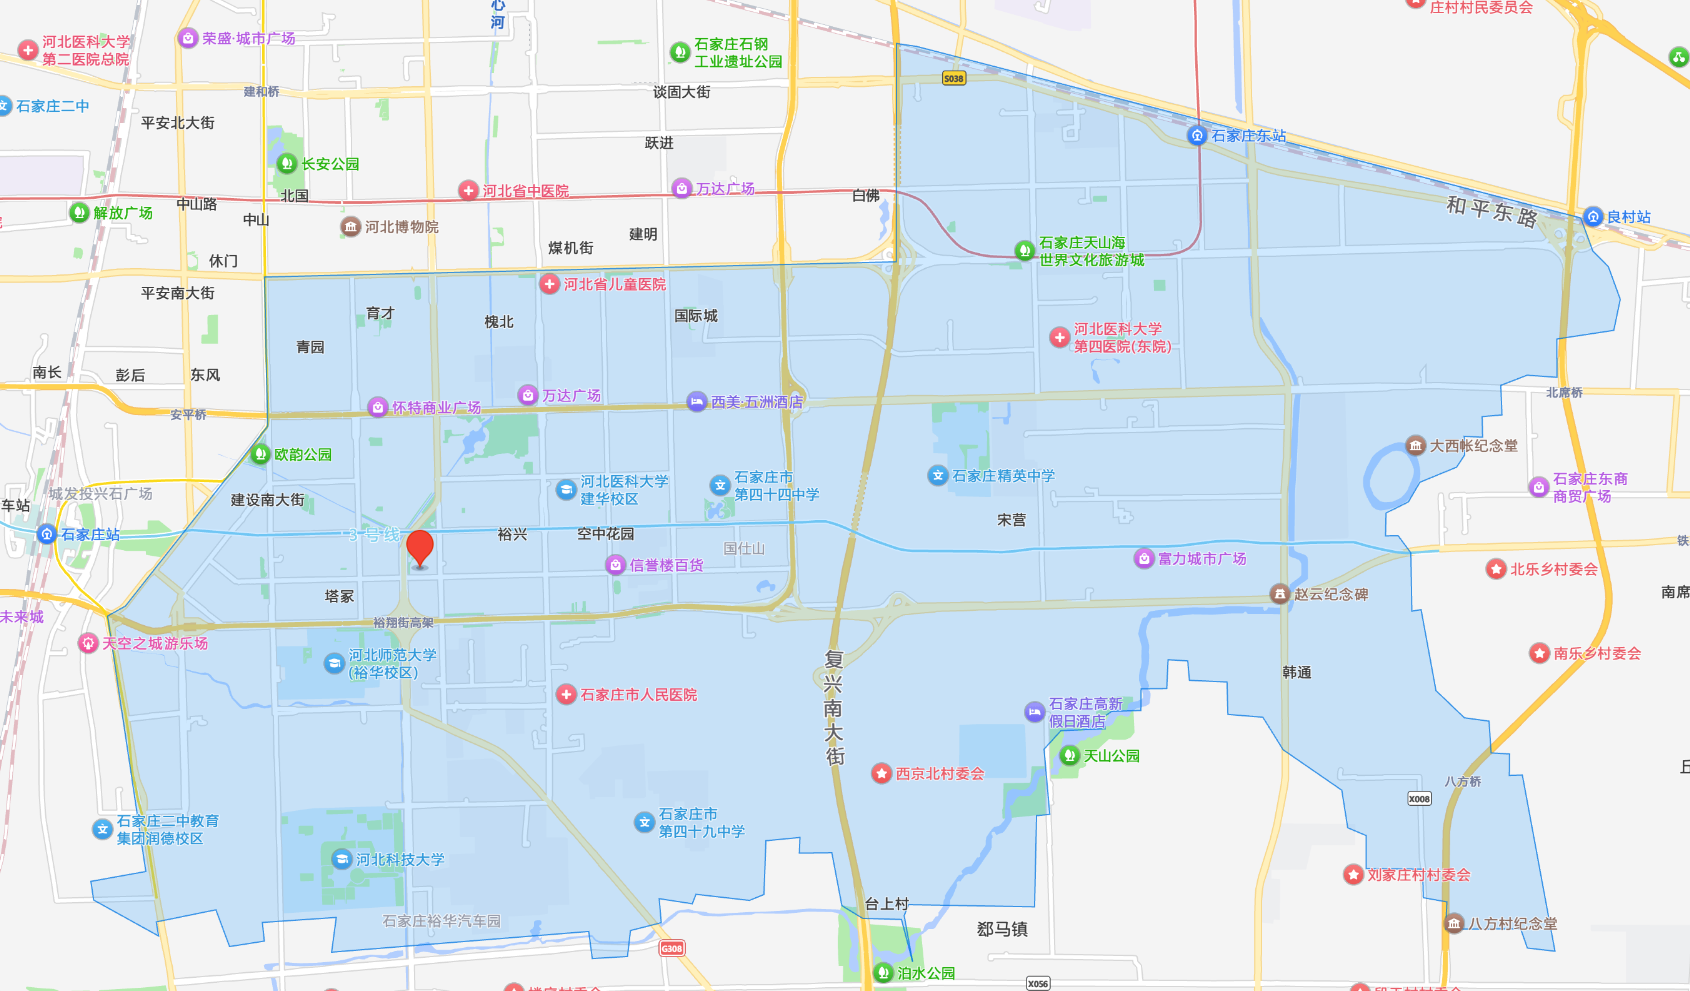 心
河
庄村村民委员会
河北医科大学
第二医院总院
荣盛·城市广场
石家庄石钢
工业遗址公园
S038
建和桥
谈固大街
石家庄二中
平安北大街
跃进
石家庄东站
长安公园
北国
河北省中医院
万达广场
白佛
中山路
解放广场
中山
和平东路
良村站
河北博物院
煤机街
建明
石家庄天山海
世界文化旅游城
休门
平安南大街
河北省儿童医院
育才
槐北
国际城
青园
河北医科大学
第四医院(东院)
南长
彭后
东风
安平桥
怀特商业广场
万达广场
西美·五洲酒店
北席桥
欧韵公园
大西帐纪念堂
城发投兴石广场
建设南大街
河北医科大学
建华校区
石家庄市
第四十四中学
石家庄精英中学
石家庄东商
商贸广场
车站
石家庄站
3号线
裕兴
空中花园
国仕山
宋营
铁
信誉楼百货
富力城市广场
北乐乡村委会
塔冢
赵云纪念碑
南席
未来城
裕翔街高架
天空之城游乐场
河北师范大学
(裕华校区)
复兴南大街
南乐乡村委会
韩通
石家庄市人民医院
石家庄高新
假日酒店
天山公园
西京北村委会
八方桥
X008
石家庄二中教育
集团润德校区
石家庄市
第四十九中学
河北科技大学
刘家庄村村委会
石家庄裕华汽车园
台上村
郄马镇
八方村纪念堂
G308
泊水公园
X056